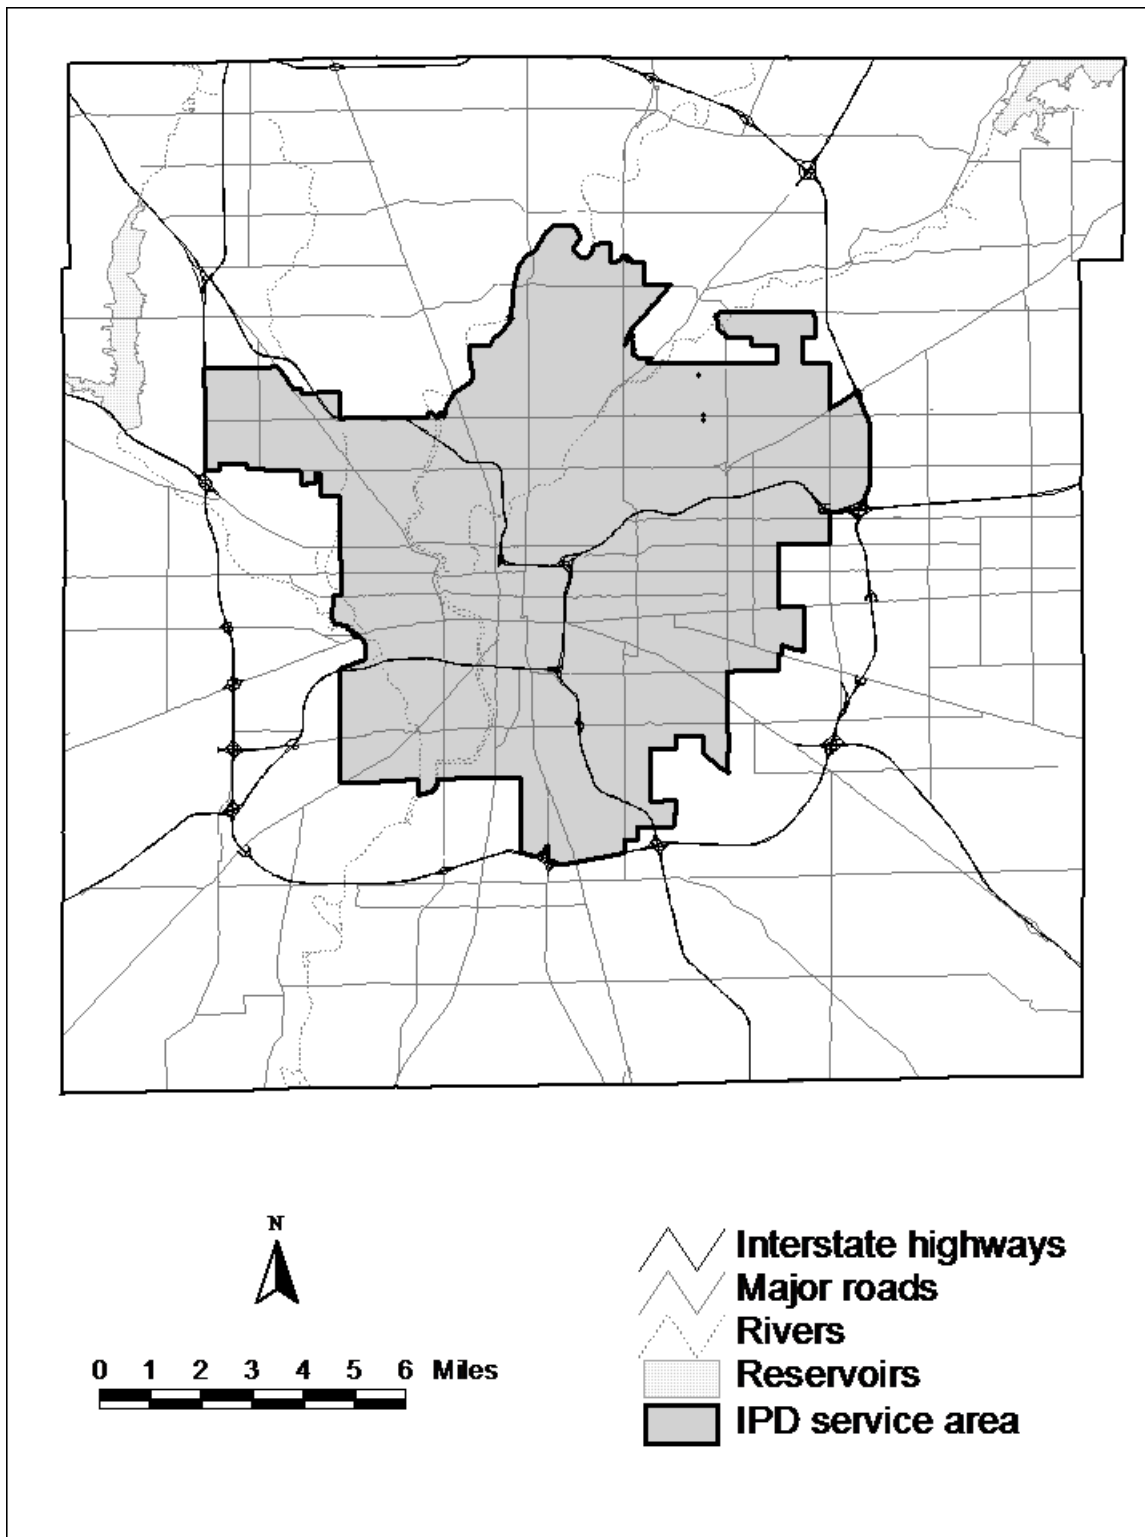 N
0 1 2 3 4 5 6 Miles
Interstate highways
Major roads
Rivers
Reservoirs
IPD service area